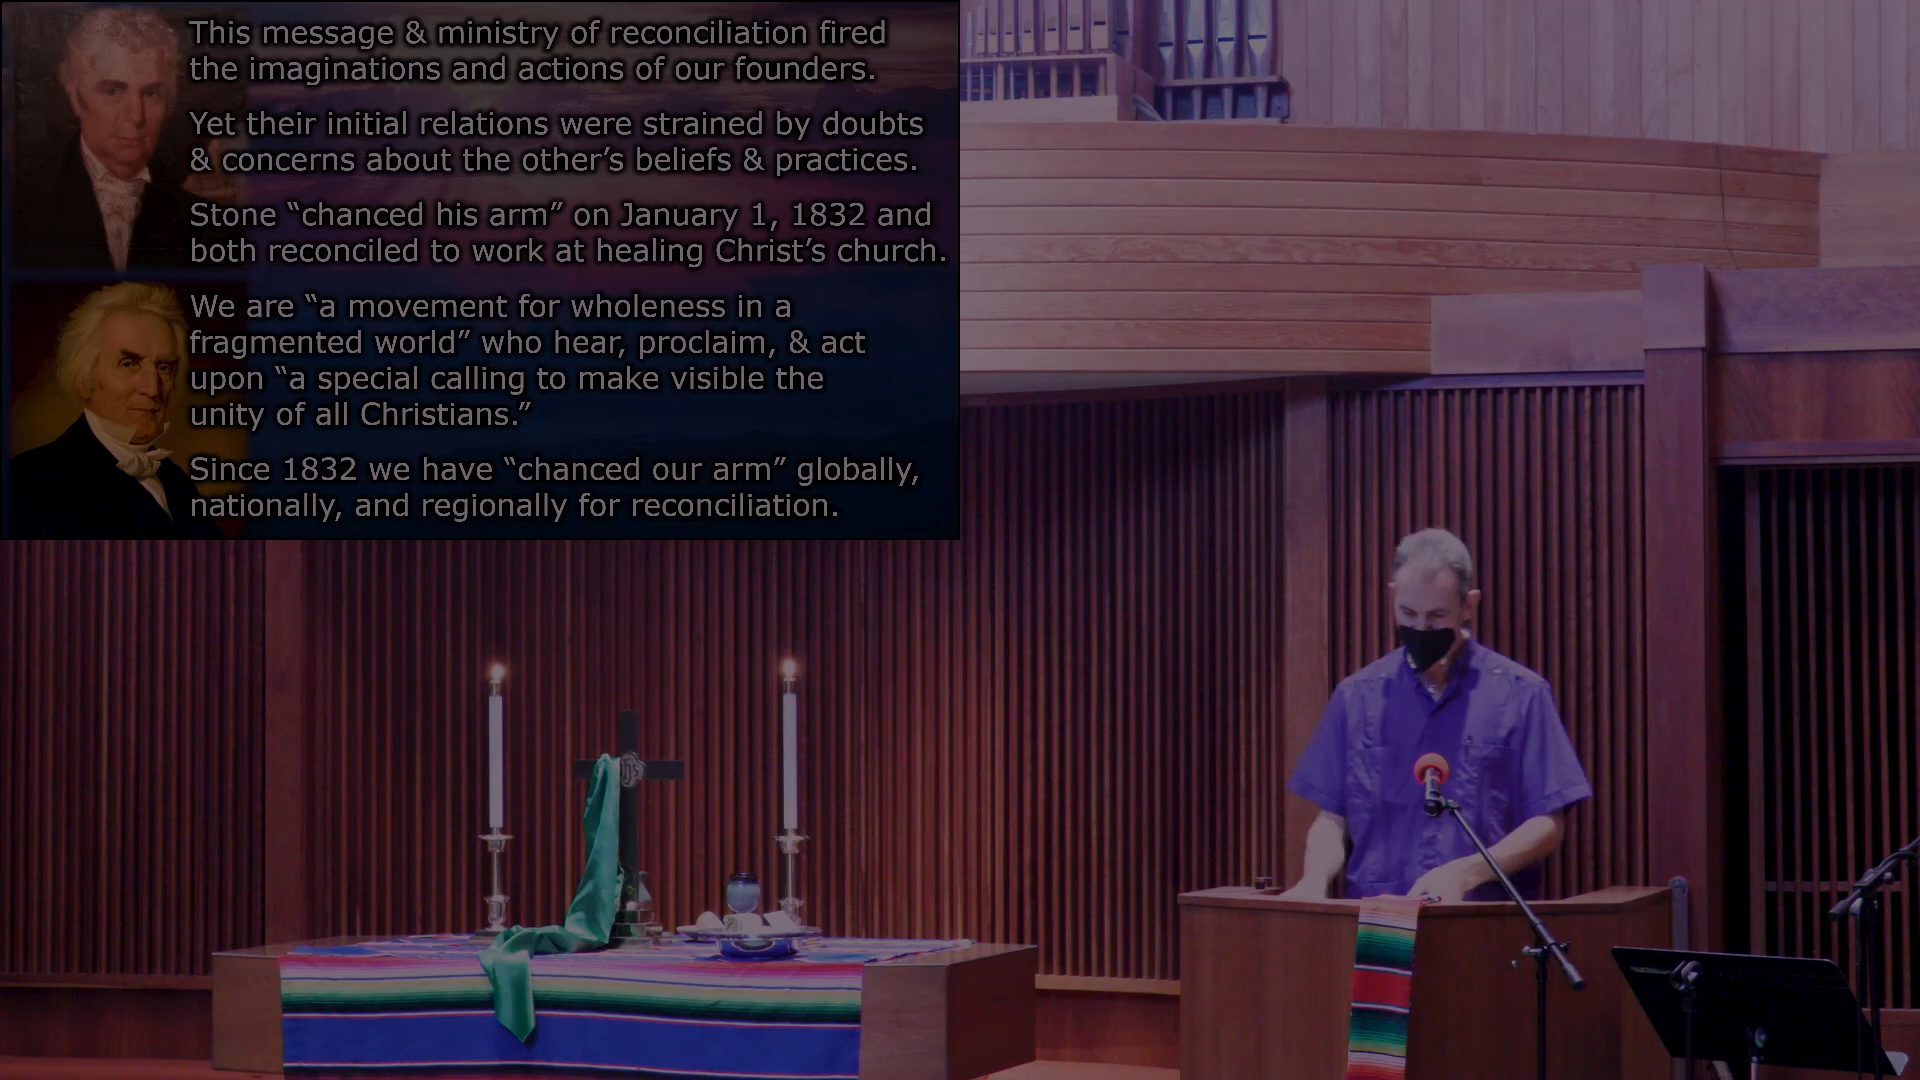 This message & ministry of reconciliation fired
the imaginations and actions of our founders.
Yet their initial relations were strained by doubts
& concerns about the other’s beliefs & practices.
Stone “chanced his arm” on January 1, 1832 and
both reconciled to work at healing Christ’s church.
We are “a movement for wholeness in a
fragmented world” who hear, proclaim, & act
upon “a special calling to make visible the
unity of all Christians.”
Since 1832 we have “chanced our arm” globally,
nationally, and regionally for reconciliation.